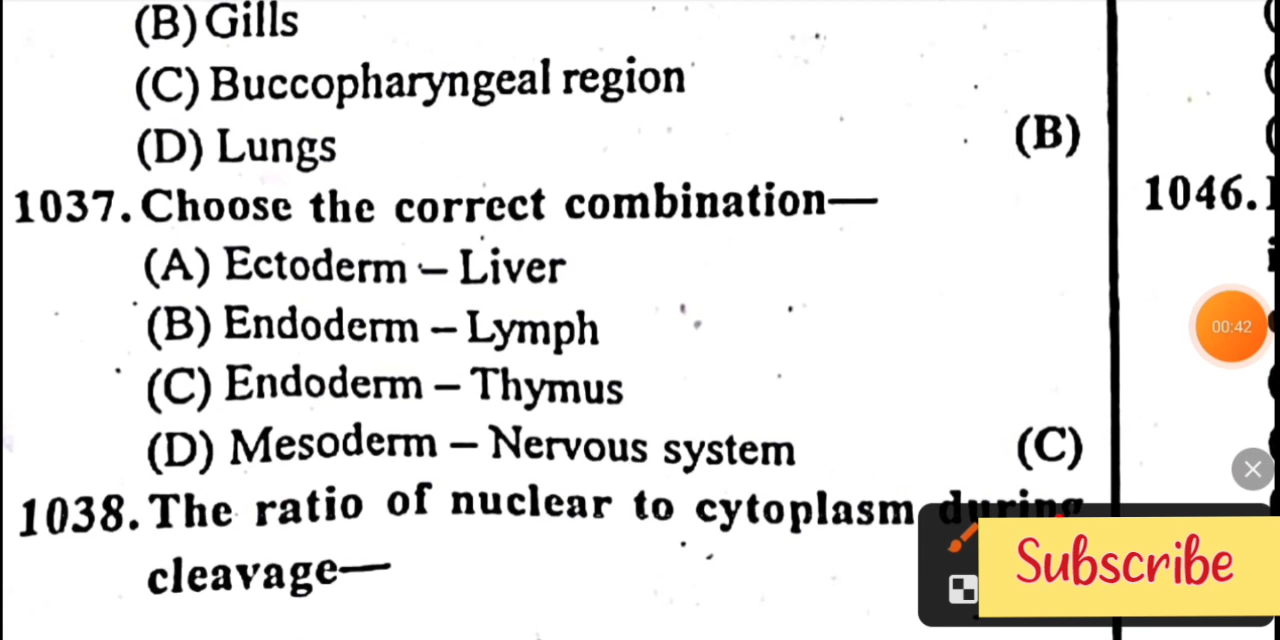 (B) Gills
(C) Buccopharyngeal region
(D) Lungs
(B)
1037. Choose the correct combination—
(A) Ectoderm – Liver
(B) Endoderm – Lymph
(C) Endoderm – Thymus
(D) Mesoderm – Nervous system
(C)
1038. The ratio of nuclear to cytoplasm during
cleavage—
1046.
00:42
Subscribe